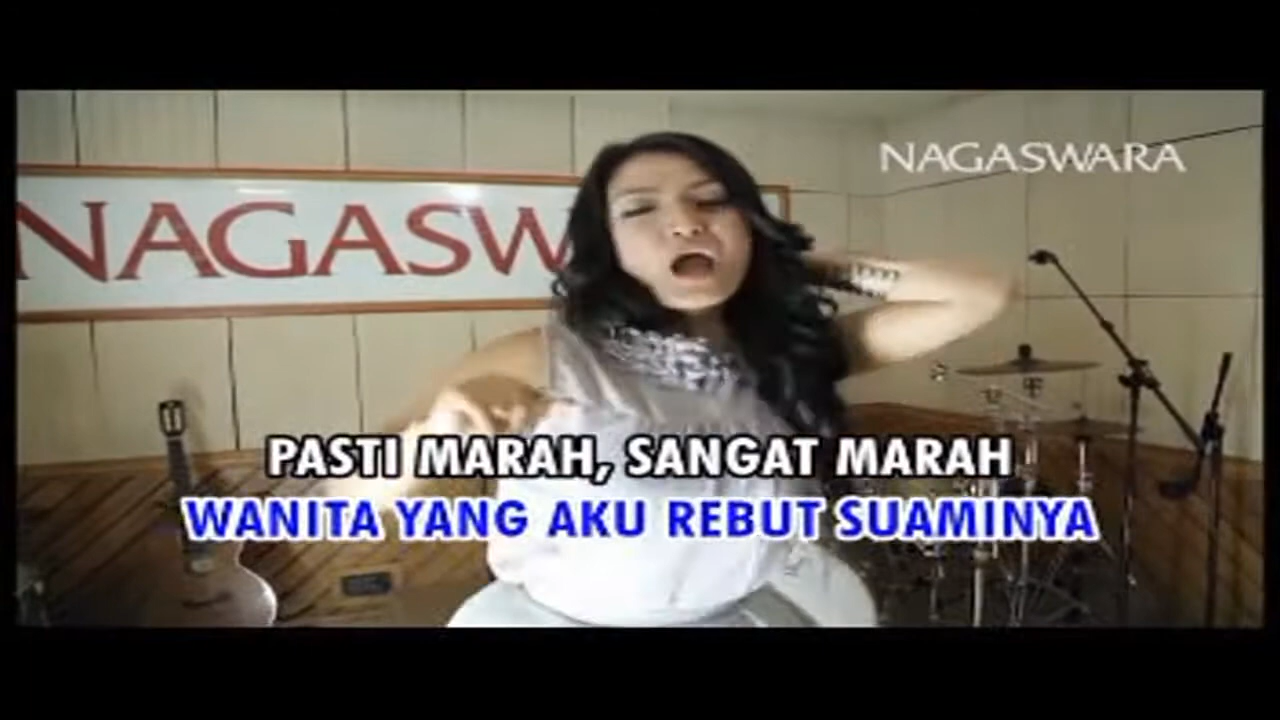 NAGASWARA
NAGASW
PASTI MARAH, SANGAT MARAH
WANITA YANG AKU REBUT SUAMINYA